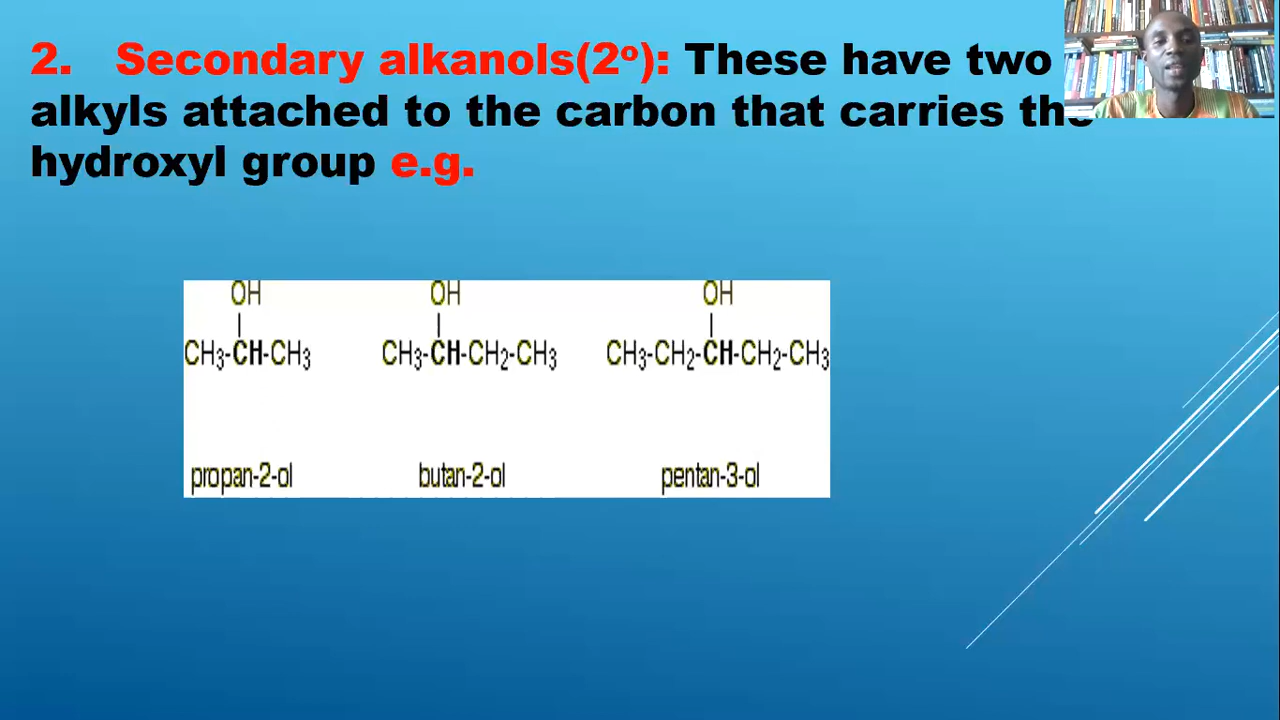 2. Secondary alkanols(2º): These have two
alkyls attached to the carbon that carries the
hydroxyl group e.g.
OH OH OH
CH3-CH-CH3 CH3-CH-CH2-CH3 CH3-CH2-CH-CH2-CH3
propan-2-ol butan-2-ol pentan-3-ol